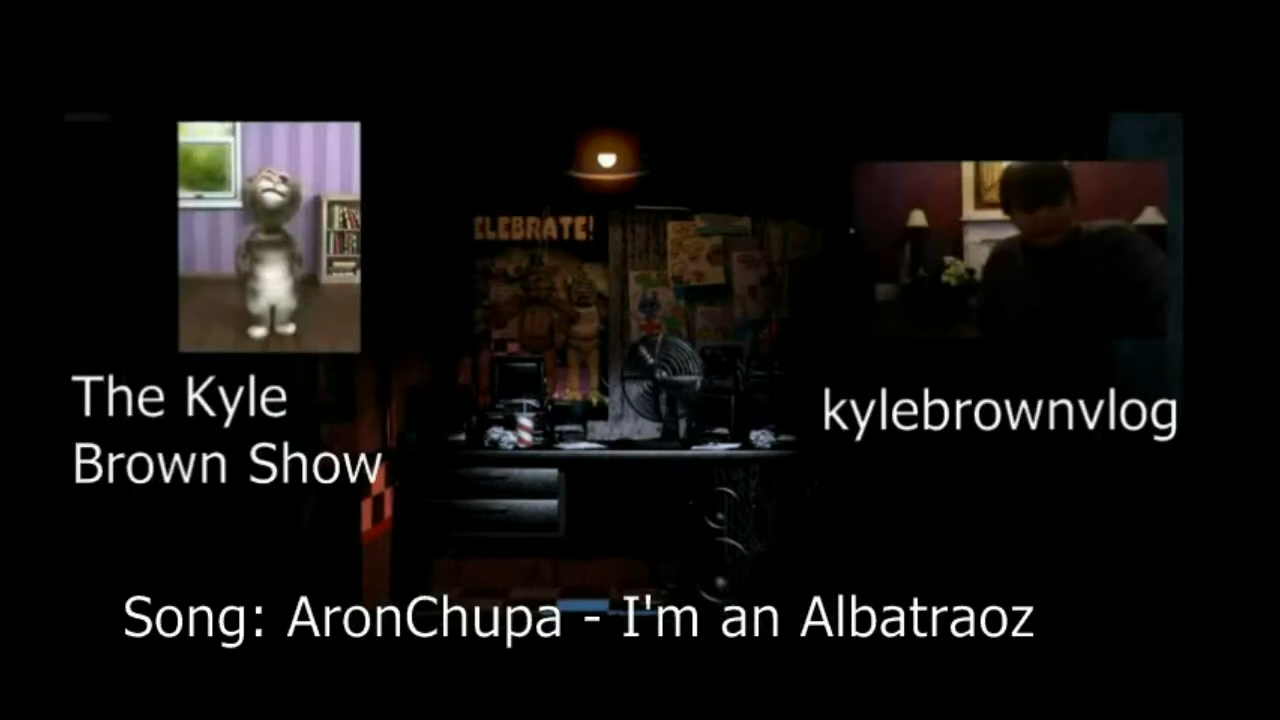 ELEBRATE!
The Kyle
Brown Show
kylebrownvlog
Song: AronChupa - I'm an Albatraoz